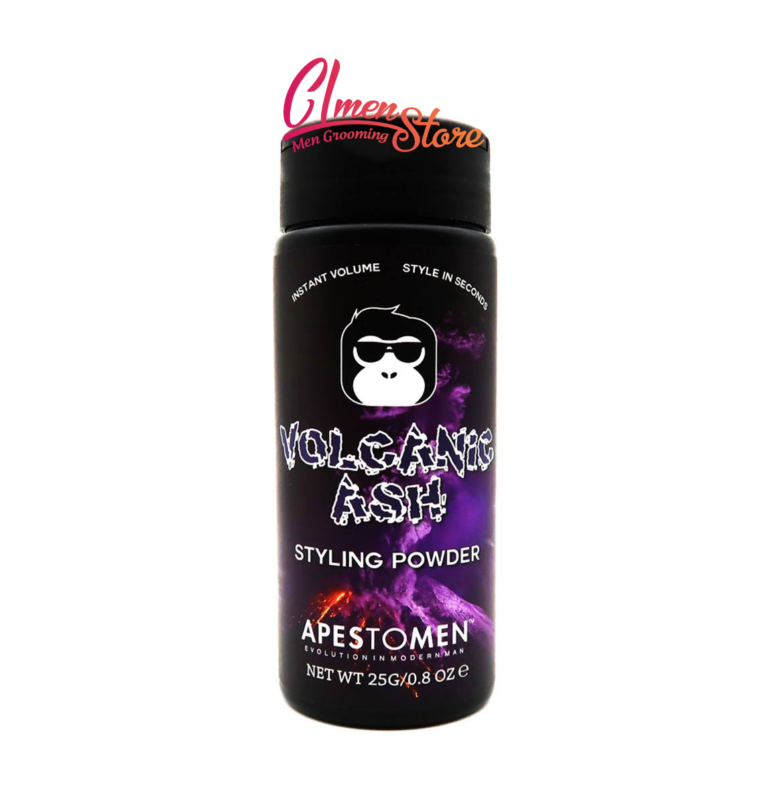 CImen
Men Grooming Store
INSTANT VOLUME STYLE IN SECONDS
VOLCANIC
ASH
STYLING POWDER
APESTOMEN™
EVOLUTION IN MODERN MAN
NET WT 25G/0.8 OZ ℮